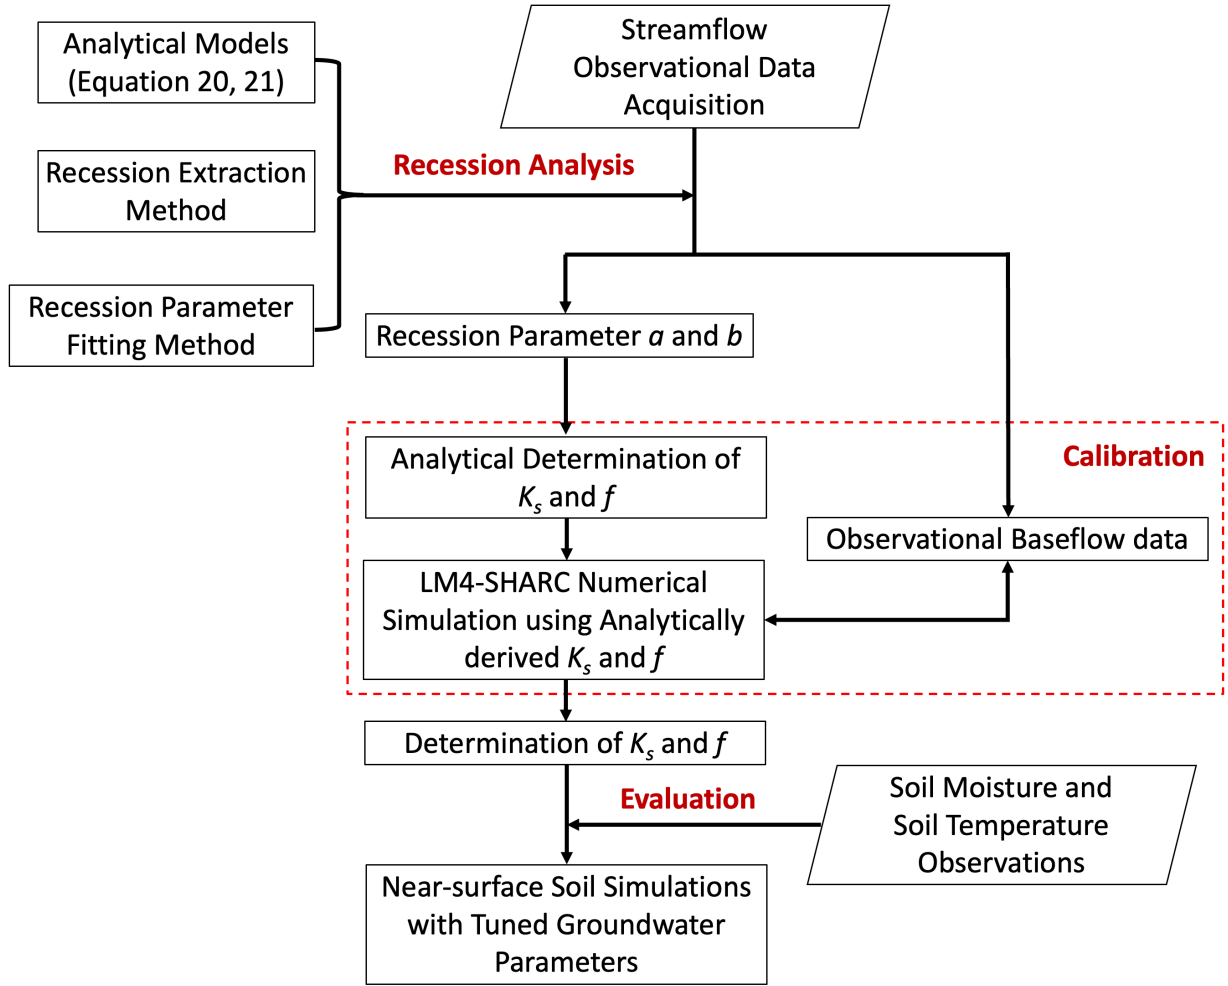 Analytical Models
(Equation 20, 21)
Streamflow
Observational Data
Acquisition
Recession Extraction
Method
Recession Analysis
Recession Parameter
Fitting Method
Recession Parameter a and b
Analytical Determination of
Ks and f
Calibration
Observational Baseflow data
LM4-SHARC Numerical
Simulation using Analytically
derived Ks and f
Determination of Ks and f
Evaluation
Soil Moisture and
Soil Temperature
Observations
Near-surface Soil Simulations
with Tuned Groundwater
Parameters